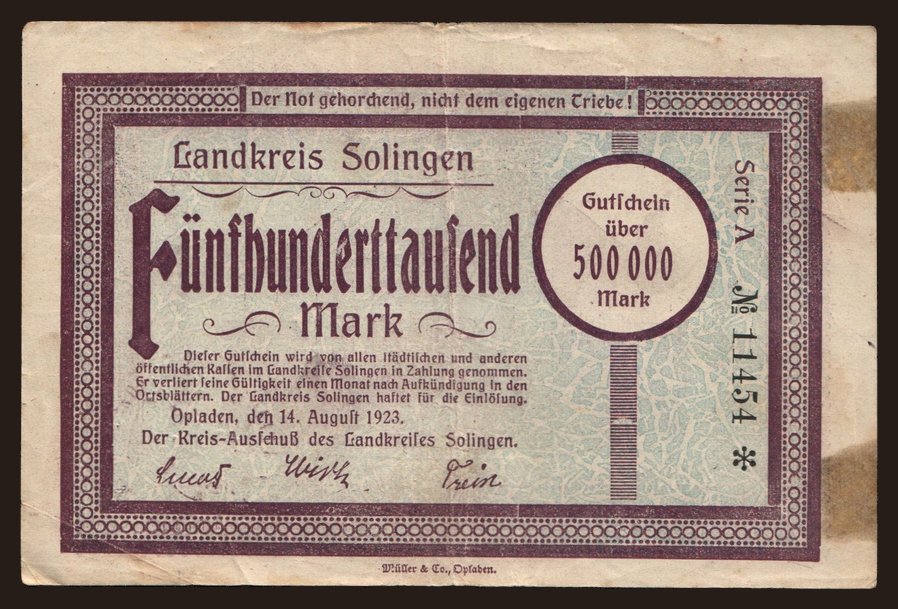 Der Not gehorchend, nicht dem eigenen Triebe!
Landkreis Solingen
Fünfhunderttausend
Mark
Dieser Gutschein wird von allen städtischen und anderen
öffentlichen Kassen im Landkreise Solingen in Zahlung genommen.
Er verliert seine Gültigkeit einen Monat nach Aufkündigung in den
Ortsblättern. Der Landkreis Solingen haftet für die Einlösung.
Opladen, den 14. August 1923.
Der Kreis-Ausschuß des Landkreises Solingen.
Lucas Wirtz Trein
Gutschein
über
500 000
Mark
Serie A № 11454 *
Müller & Co., Opladen.